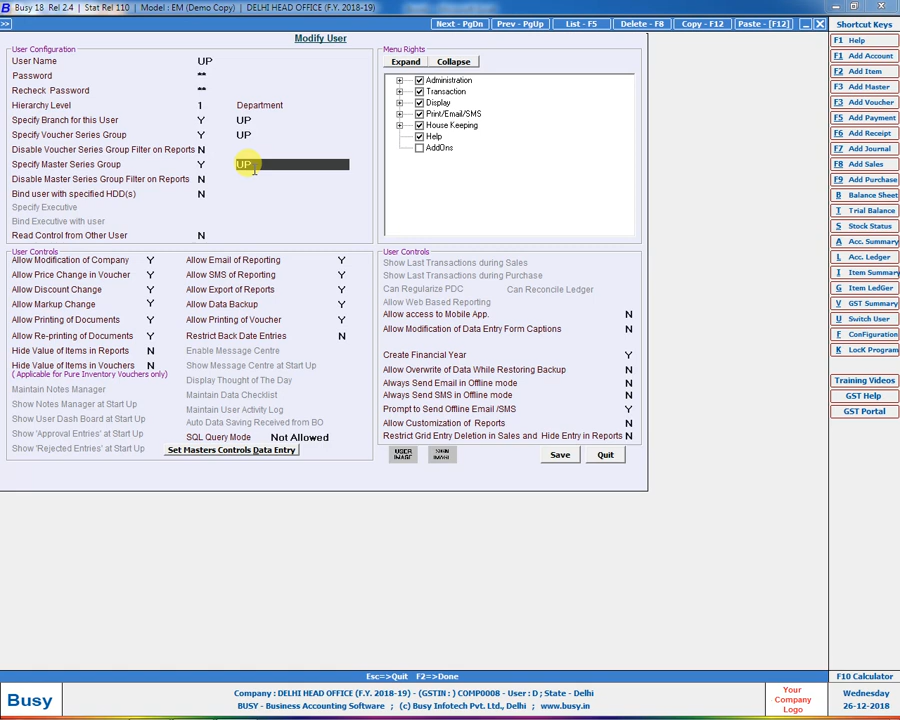 Busy 18 Rel 2.4 | Stat Rel 110 | Model : EM (Demo Copy) | DELHI HEAD OFFICE (F.Y. 2018-19)
>> Next - PgDn Prev - PgUp List - F5 Delete - F8 Copy - F12 Paste - [F12]
Modify User
User Configuration
User Name UP
Password **
Recheck Password **
Hierarchy Level 1 Department
Specify Branch for this User Y UP
Specify Voucher Series Group Y UP
Disable Voucher Series Group Filter on Reports N
Specify Master Series Group Y UP
Disable Master Series Group Filter on Reports N
Bind user with specified HDD(s) N
Specify Executive
Bind Executive with user
Read Control from Other User N
Menu Rights
Expand Collapse
Administration
Transaction
Display
Print/Email/SMS
House Keeping
Help
AddOns
User Controls
Allow Modification of Company Y Allow Email of Reporting Y
Allow Price Change in Voucher Y Allow SMS of Reporting Y
Allow Discount Change Y Allow Export of Reports Y
Allow Markup Change Y Allow Data Backup Y
Allow Printing of Documents Y Allow Printing of Voucher Y
Allow Re-printing of Documents Y Restrict Back Date Entries N
Hide Value of Items in Reports N Enable Message Centre
Hide Value of Items in Vouchers N Show Message Centre at Start Up
( Applicable for Pure Inventory Vouchers only) Display Thought of The Day
Maintain Notes Manager Maintain Data Checklist
Show Notes Manager at Start Up Maintain User Activity Log
Show User Dash Board at Start Up Auto Data Saving Received from BO
Show 'Approval Entries' at Start Up SQL Query Mode Not Allowed
Show 'Rejected Entries' at Start Up Set Masters Controls Data Entry
User Controls
Show Last Transactions during Sales
Show Last Transactions during Purchase
Can Regularize PDC Can Reconcile Ledger
Allow Web Based Reporting
Allow access to Mobile App. N
Allow Modification of Data Entry Form Captions N
Create Financial Year Y
Allow Overwrite of Data While Restoring Backup N
Always Send Email in Offline mode N
Always Send SMS in Offline mode N
Prompt to Send Offline Email /SMS Y
Allow Customization of Reports N
Restrict Grid Entry Deletion in Sales and Hide Entry in Reports N
USER IMAGE Save Quit
Shortcut Keys
F1 Help
F1 Add Account
F2 Add Item
F3 Add Master
F3 Add Voucher
F5 Add Payment
F6 Add Receipt
F7 Add Journal
F8 Add Sales
F9 Add Purchase
B Balance Sheet
T Trial Balance
S Stock Status
A Acc. Summary
L Acc. Ledger
I Item Summary
G Item LedGer
V GST Summary
U Switch User
F ConFiguration
K LocK Program
Training Videos
GST Help
GST Portal
Esc=>Quit F2=>Done
F10 Calculator
Busy
Company : DELHI HEAD OFFICE (F.Y. 2018-19) - (GSTIN : ) COMP0008 - User : D ; State - Delhi
BUSY - Business Accounting Software ; (c) Busy Infotech Pvt. Ltd., Delhi ; www.busy.in
Your
Company
Logo
Wednesday
26-12-2018